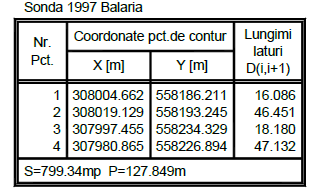 Sonda 1997 Balaria
Nr. Pct. Coordonate pct.de contur Lungimi laturi D(i,i+1)
X [m] Y [m]
1 308004.662 558186.211 16.086
2 308019.129 558193.245 46.451
3 307997.455 558234.329 18.180
4 307980.865 558226.894 47.132
S=799.34mp P=127.849m